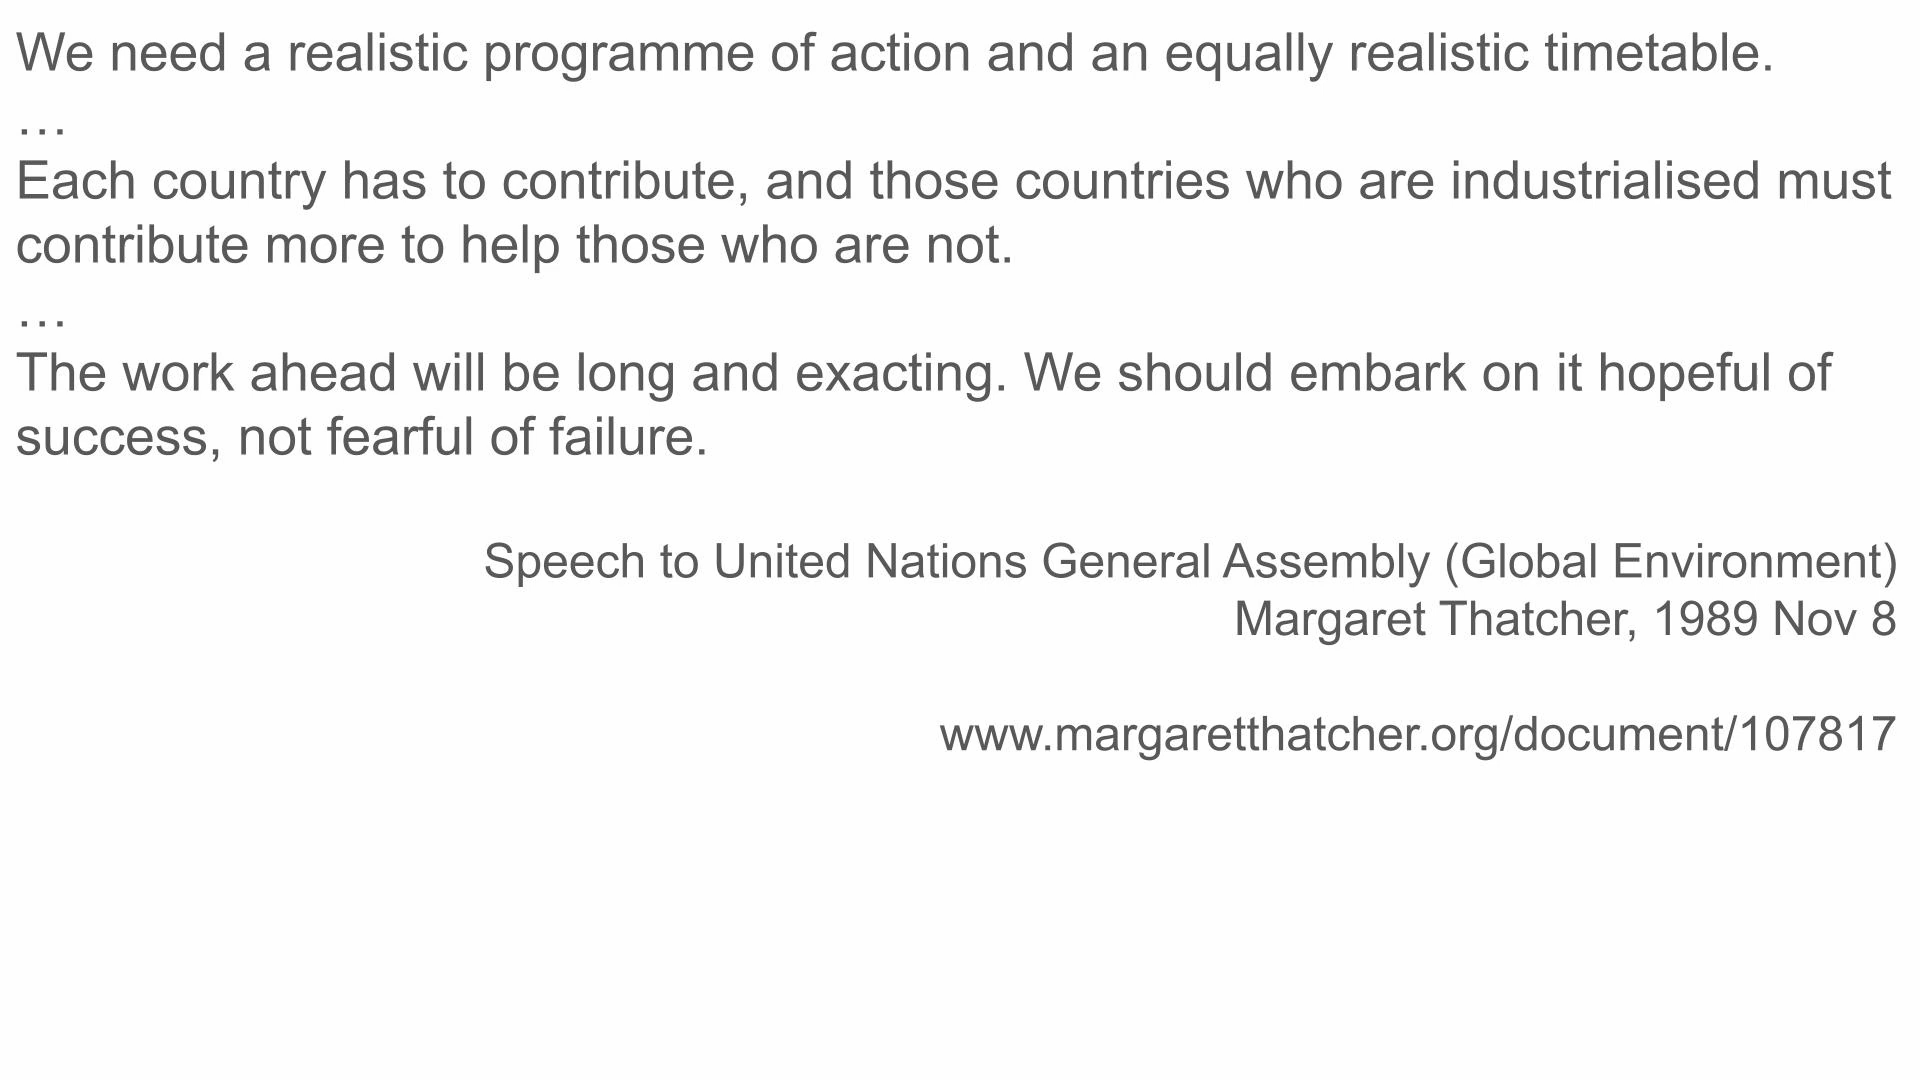 We need a realistic programme of action and an equally realistic timetable.
…
Each country has to contribute, and those countries who are industrialised must
contribute more to help those who are not.
…
The work ahead will be long and exacting. We should embark on it hopeful of
success, not fearful of failure.
Speech to United Nations General Assembly (Global Environment)
Margaret Thatcher, 1989 Nov 8
www.margaretthatcher.org/document/107817